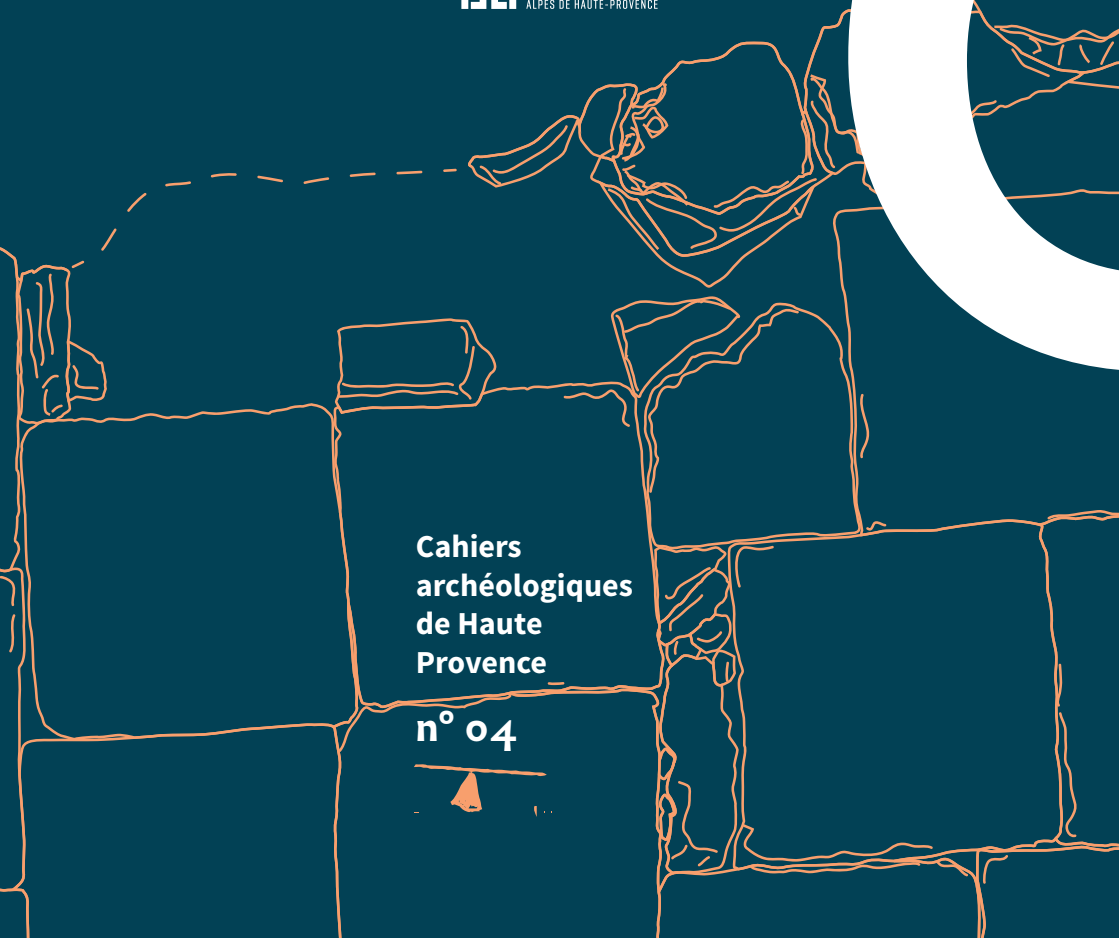 ALPES DE HAUTE-PROVENCE
Cahiers
archéologiques
de Haute
Provence
n° 04